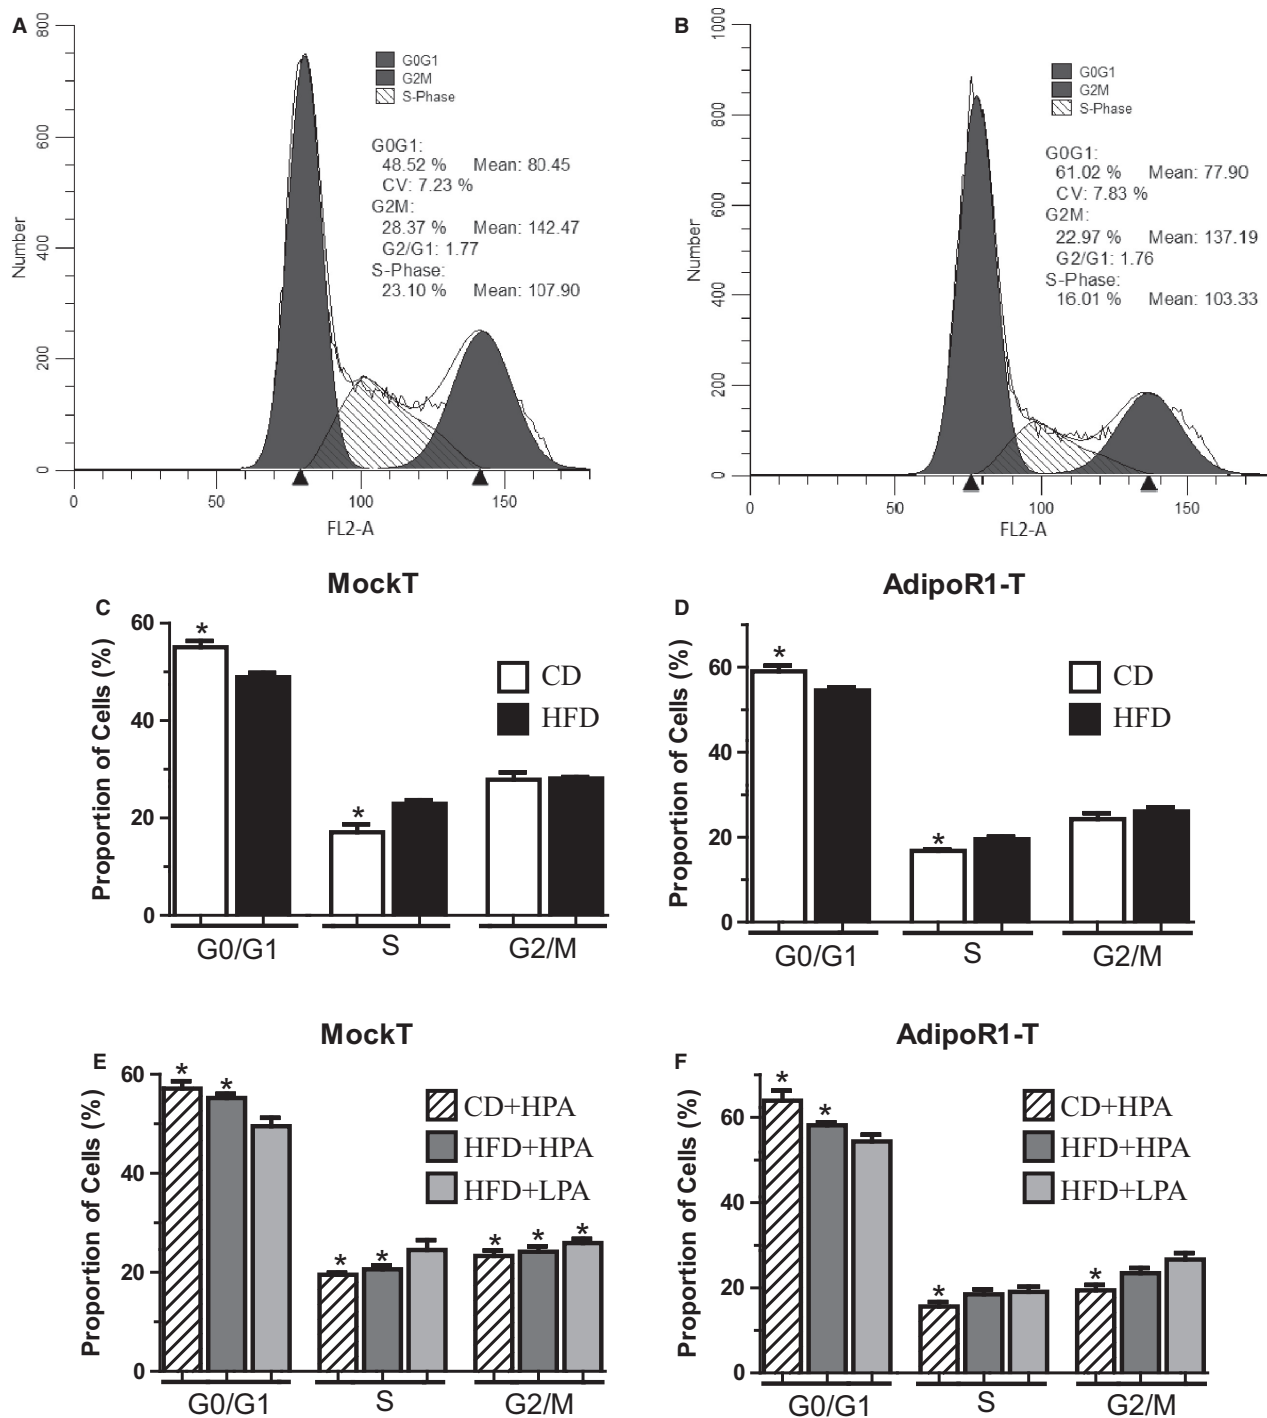 A
800
600
400
200
0
Number
G0G1
G2M
S-Phase
G0G1:
48.52 % Mean: 80.45
CV: 7.23 %
G2M:
28.37 % Mean: 142.47
G2/G1: 1.77
S-Phase:
23.10 % Mean: 107.90
0 50 100 150
FL2-A
B
1000
800
600
400
200
0
Number
G0G1
G2M
S-Phase
G0G1:
61.02 % Mean: 77.90
CV: 7.83 %
G2M:
22.97 % Mean: 137.19
G2/G1: 1.76
S-Phase:
16.01 % Mean: 103.33
0 50 100 150
FL2-A
MockT
C
Proportion of Cells (%)
60
40
20
0
*
*
CD
HFD
G0/G1 S G2/M
AdipoR1-T
D
Proportion of Cells (%)
60
40
20
0
*
*
CD
HFD
G0/G1 S G2/M
MockT
E
Proportion of Cells (%)
60
40
20
0
* *
* *
* * *
CD+HPA
HFD+HPA
HFD+LPA
G0/G1 S G2/M
AdipoR1-T
F
Proportion of Cells (%)
60
40
20
0
* *
*
*
CD+HPA
HFD+HPA
HFD+LPA
G0/G1 S G2/M